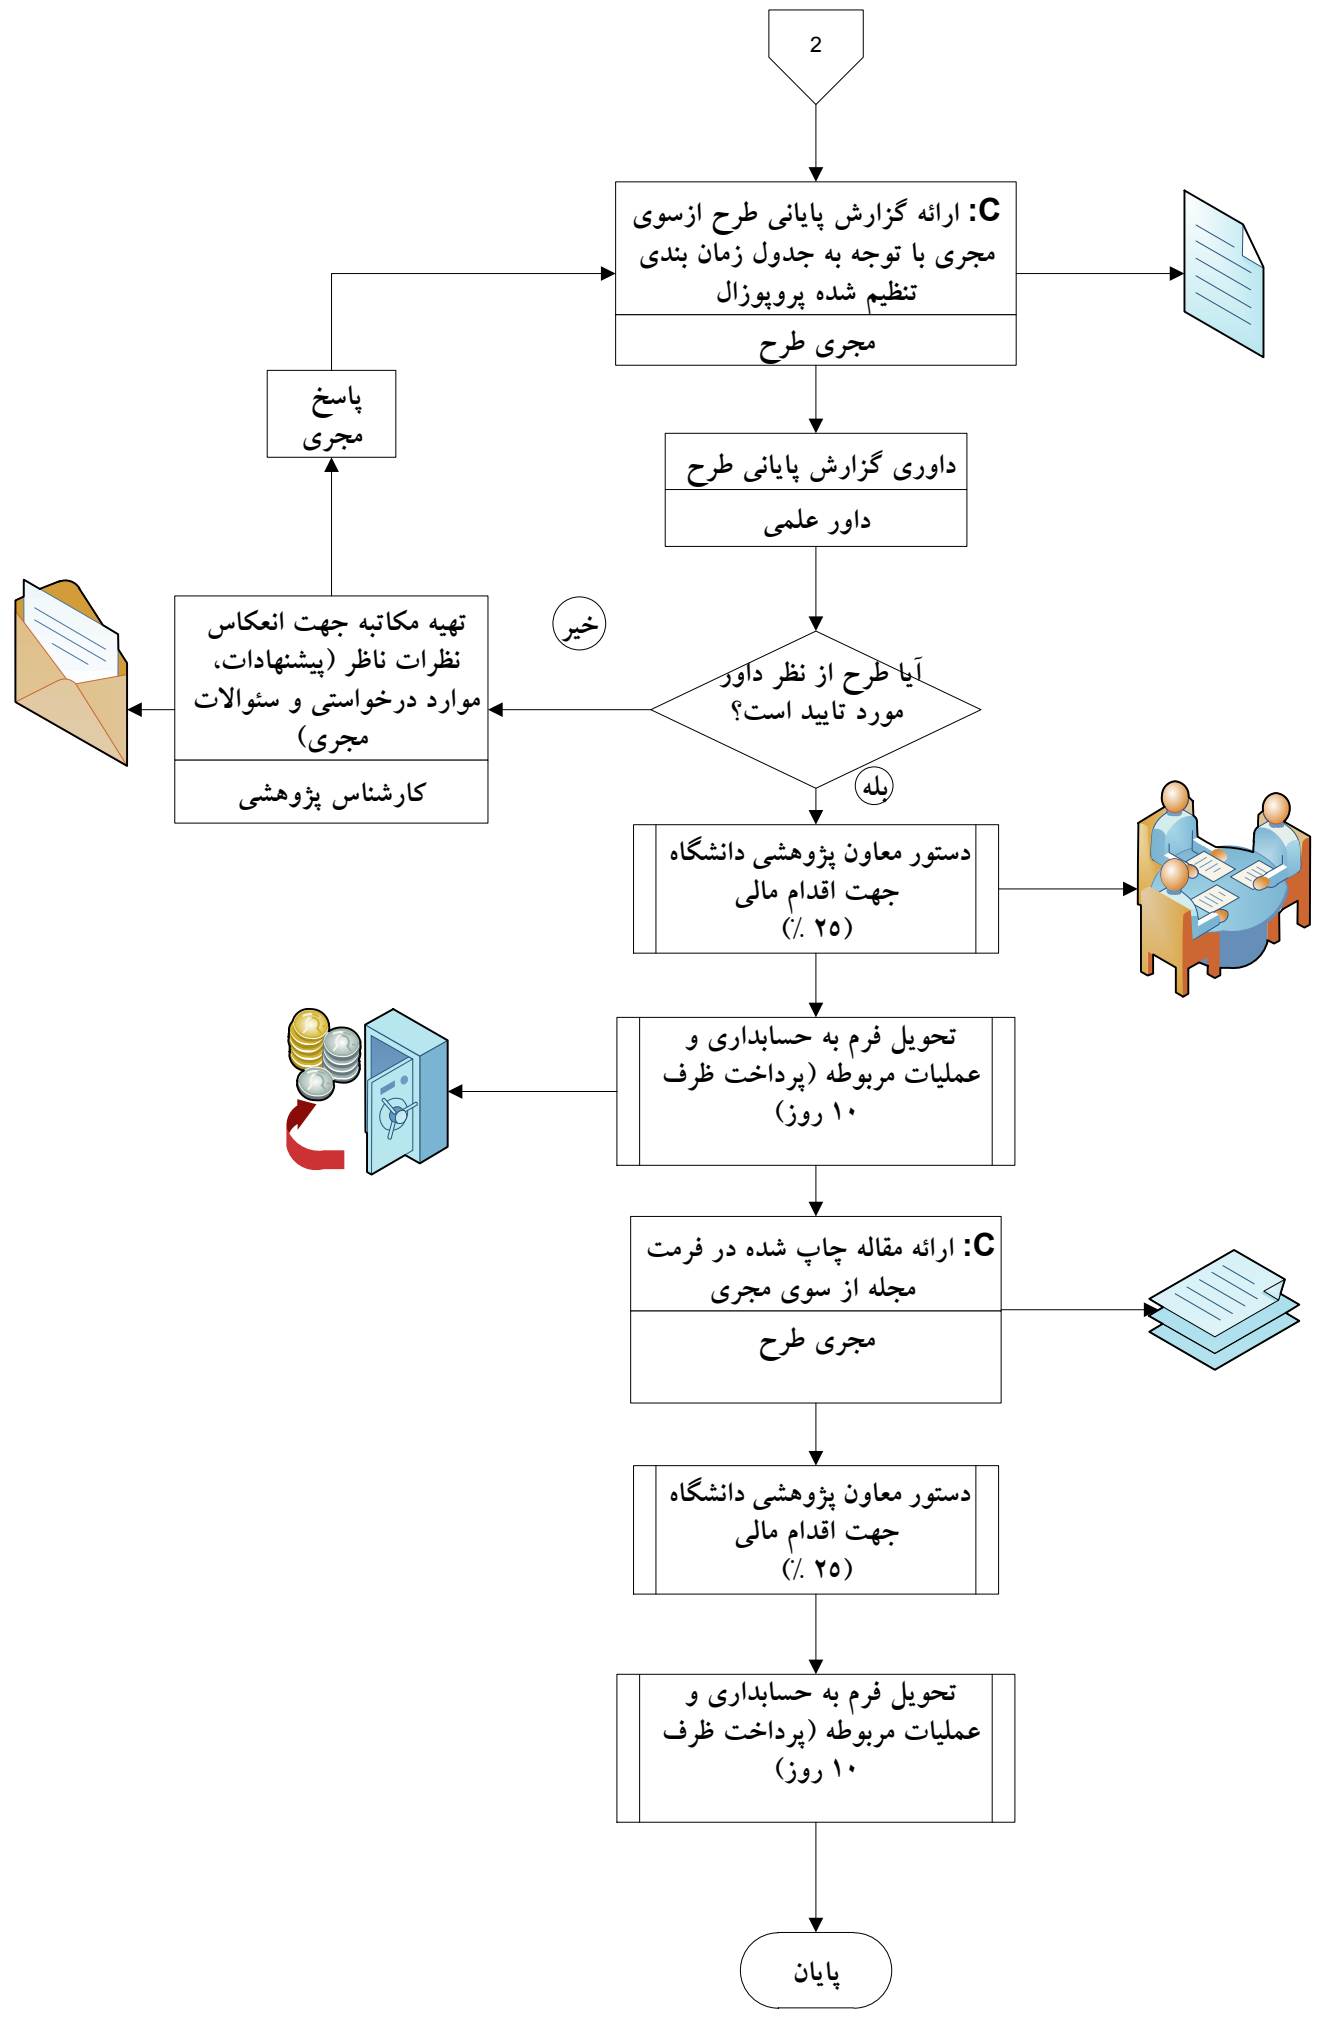 2
C: ارائه گزارش پایانی طرح ازسوی
مجری با توجه به جدول زمان بندی
تنظیم شده پروپوزال
مجری طرح
پاسخ
مجری
داوری گزارش پایانی طرح
داور علمی
خیر
تهیه مکاتبه جهت انعکاس
نظرات ناظر (پیشنهادات،
موارد درخواستی و سئوالات
مجری)
کارشناس پژوهشی
آیا طرح از نظر داور
مورد تایید است؟
بله
دستور معاون پژوهشی دانشگاه
جهت اقدام مالی
(۲۵ ٪)
تحویل فرم به حسابداری و
عملیات مربوطه (پرداخت ظرف
۱۰ روز)
C: ارائه مقاله چاپ شده در فرمت
مجله از سوی مجری
مجری طرح
دستور معاون پژوهشی دانشگاه
جهت اقدام مالی
(۲۵ ٪)
تحویل فرم به حسابداری و
عملیات مربوطه (پرداخت ظرف
۱۰ روز)
پایان